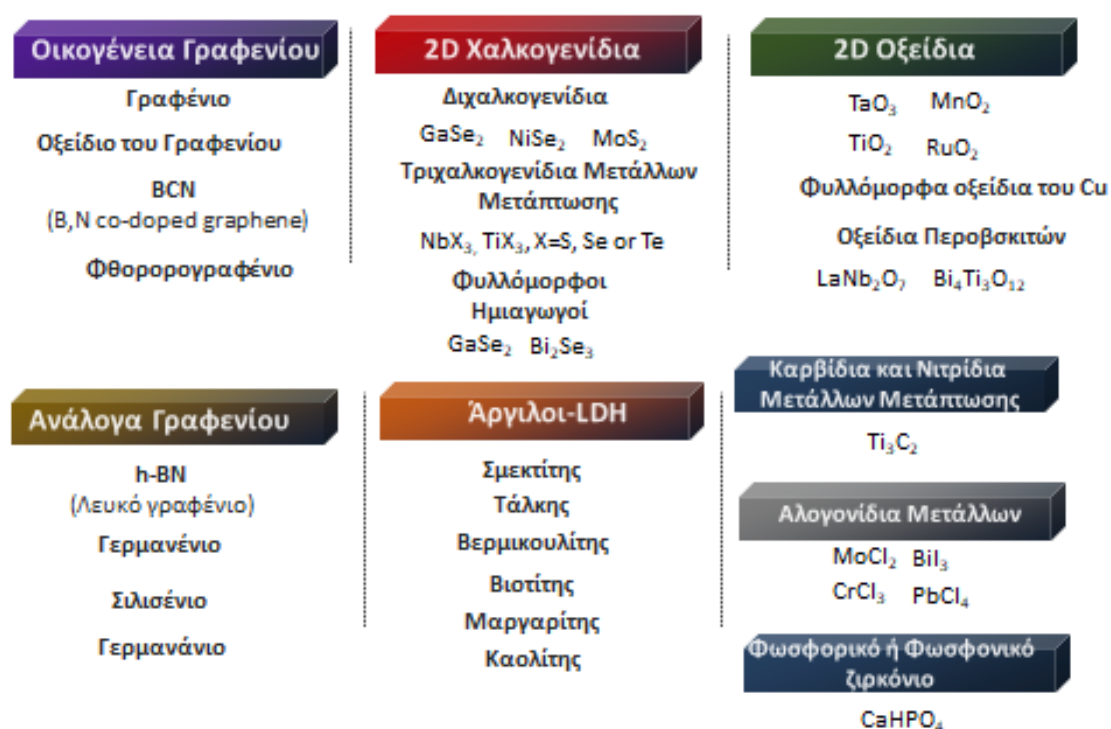 Οικογένεια Γραφενίου
Γραφένιο
Οξείδιο του Γραφενίου
BCN
(B,N co-doped graphene)
Φθορορογραφένιο
2D Χαλκογενίδια
Διχαλκογενίδια
GaSe₂ NiSe₂ MoS₂
Τριχαλκογενίδια Μετάλλων
Μετάπτωσης
NbX₃, TiX₃, X=S, Se or Te
Φυλλόμορφοι
Ημιαγωγοί
GaSe₂ Bi₂Se₃
2D Οξείδια
TaO₃ MnO₂
TiO₂ RuO₂
Φυλλόμορφα οξείδια του Cu
Οξείδια Περοβσκιτών
LaNb₂O₇ Bi₄Ti₃O₁₂
Ανάλογα Γραφενίου
h-BN
(Λευκό γραφένιο)
Γερμανένιο
Σιλισένιο
Γερμανάνιο
Άργιλοι-LDH
Σμεκτίτης
Τάλκης
Βερμικουλίτης
Βιοτίτης
Μαργαρίτης
Καολίτης
Καρβίδια και Νιτρίδια
Μετάλλων Μετάπτωσης
Ti₃C₂
Αλογονίδια Μετάλλων
MoCl₂ BiI₃
CrCl₃ PbCl₄
Φωσφορικό ή Φωσφονικό
ζιρκόνιο
CaHPO₄